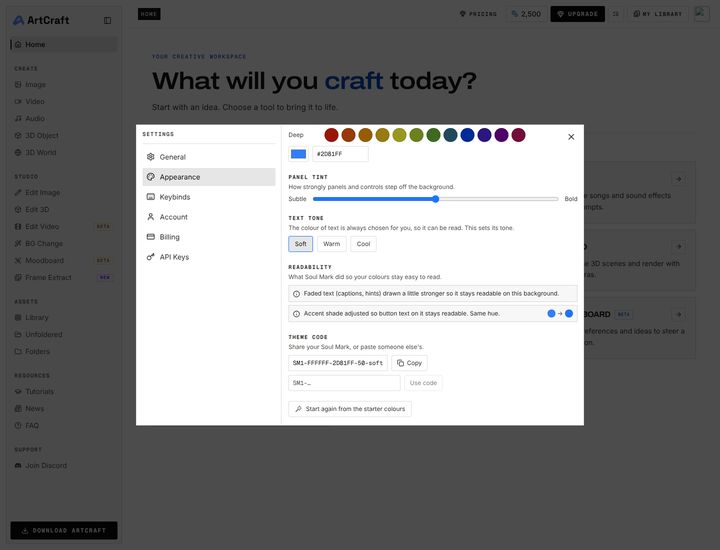 ArtCraft
HOME
PRICING
2,500
UPGRADE
MY LIBRARY
Home
CREATE
Image
Video
Audio
3D Object
3D World
STUDIO
Edit Image
Edit 3D
Edit Video BETA
BG Change
Moodboard BETA
Frame Extract NEW
ASSETS
Library
Unfoldered
Folders
RESOURCES
Tutorials
News
FAQ
SUPPORT
Join Discord
DOWNLOAD ARTCRAFT
YOUR CREATIVE WORKSPACE
What will you craft today?
Start with an idea. Choose a tool to bring it to life.
SETTINGS
General
Appearance
Keybinds
Account
Billing
API Keys
Deep
#2D81FF
PANEL TINT
How strongly panels and controls step off the background.
Subtle
Bold
TEXT TONE
The colour of text is always chosen for you, so it can be read. This sets its tone.
Soft
Warm
Cool
READABILITY
What Soul Mark did so your colours stay easy to read.
Faded text (captions, hints) drawn a little stronger so it stays readable on this background.
Accent shade adjusted so button text on it stays readable. Same hue.
THEME CODE
Share your Soul Mark, or paste someone else's.
SM1-FFFFFF-2D81FF-50-soft
Copy
SM1-…
Use code
Start again from the starter colours
songs and sound effects
3D scenes and render with
BOARD BETA
references and ideas to steer a